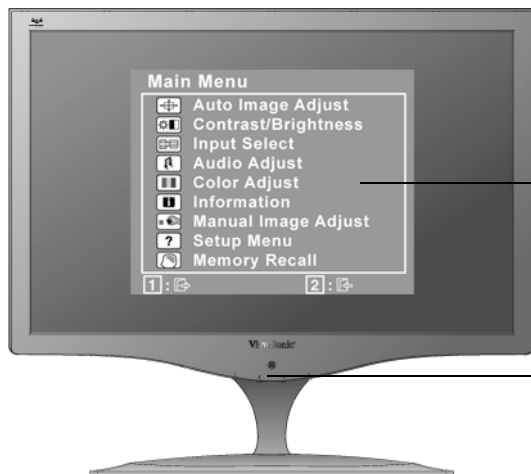 Main Menu
Auto Image Adjust
Contrast/Brightness
Input Select
Audio Adjust
Color Adjust
Information
Manual Image Adjust
Setup Menu
Memory Recall
1 : 2 :
ViewSonic